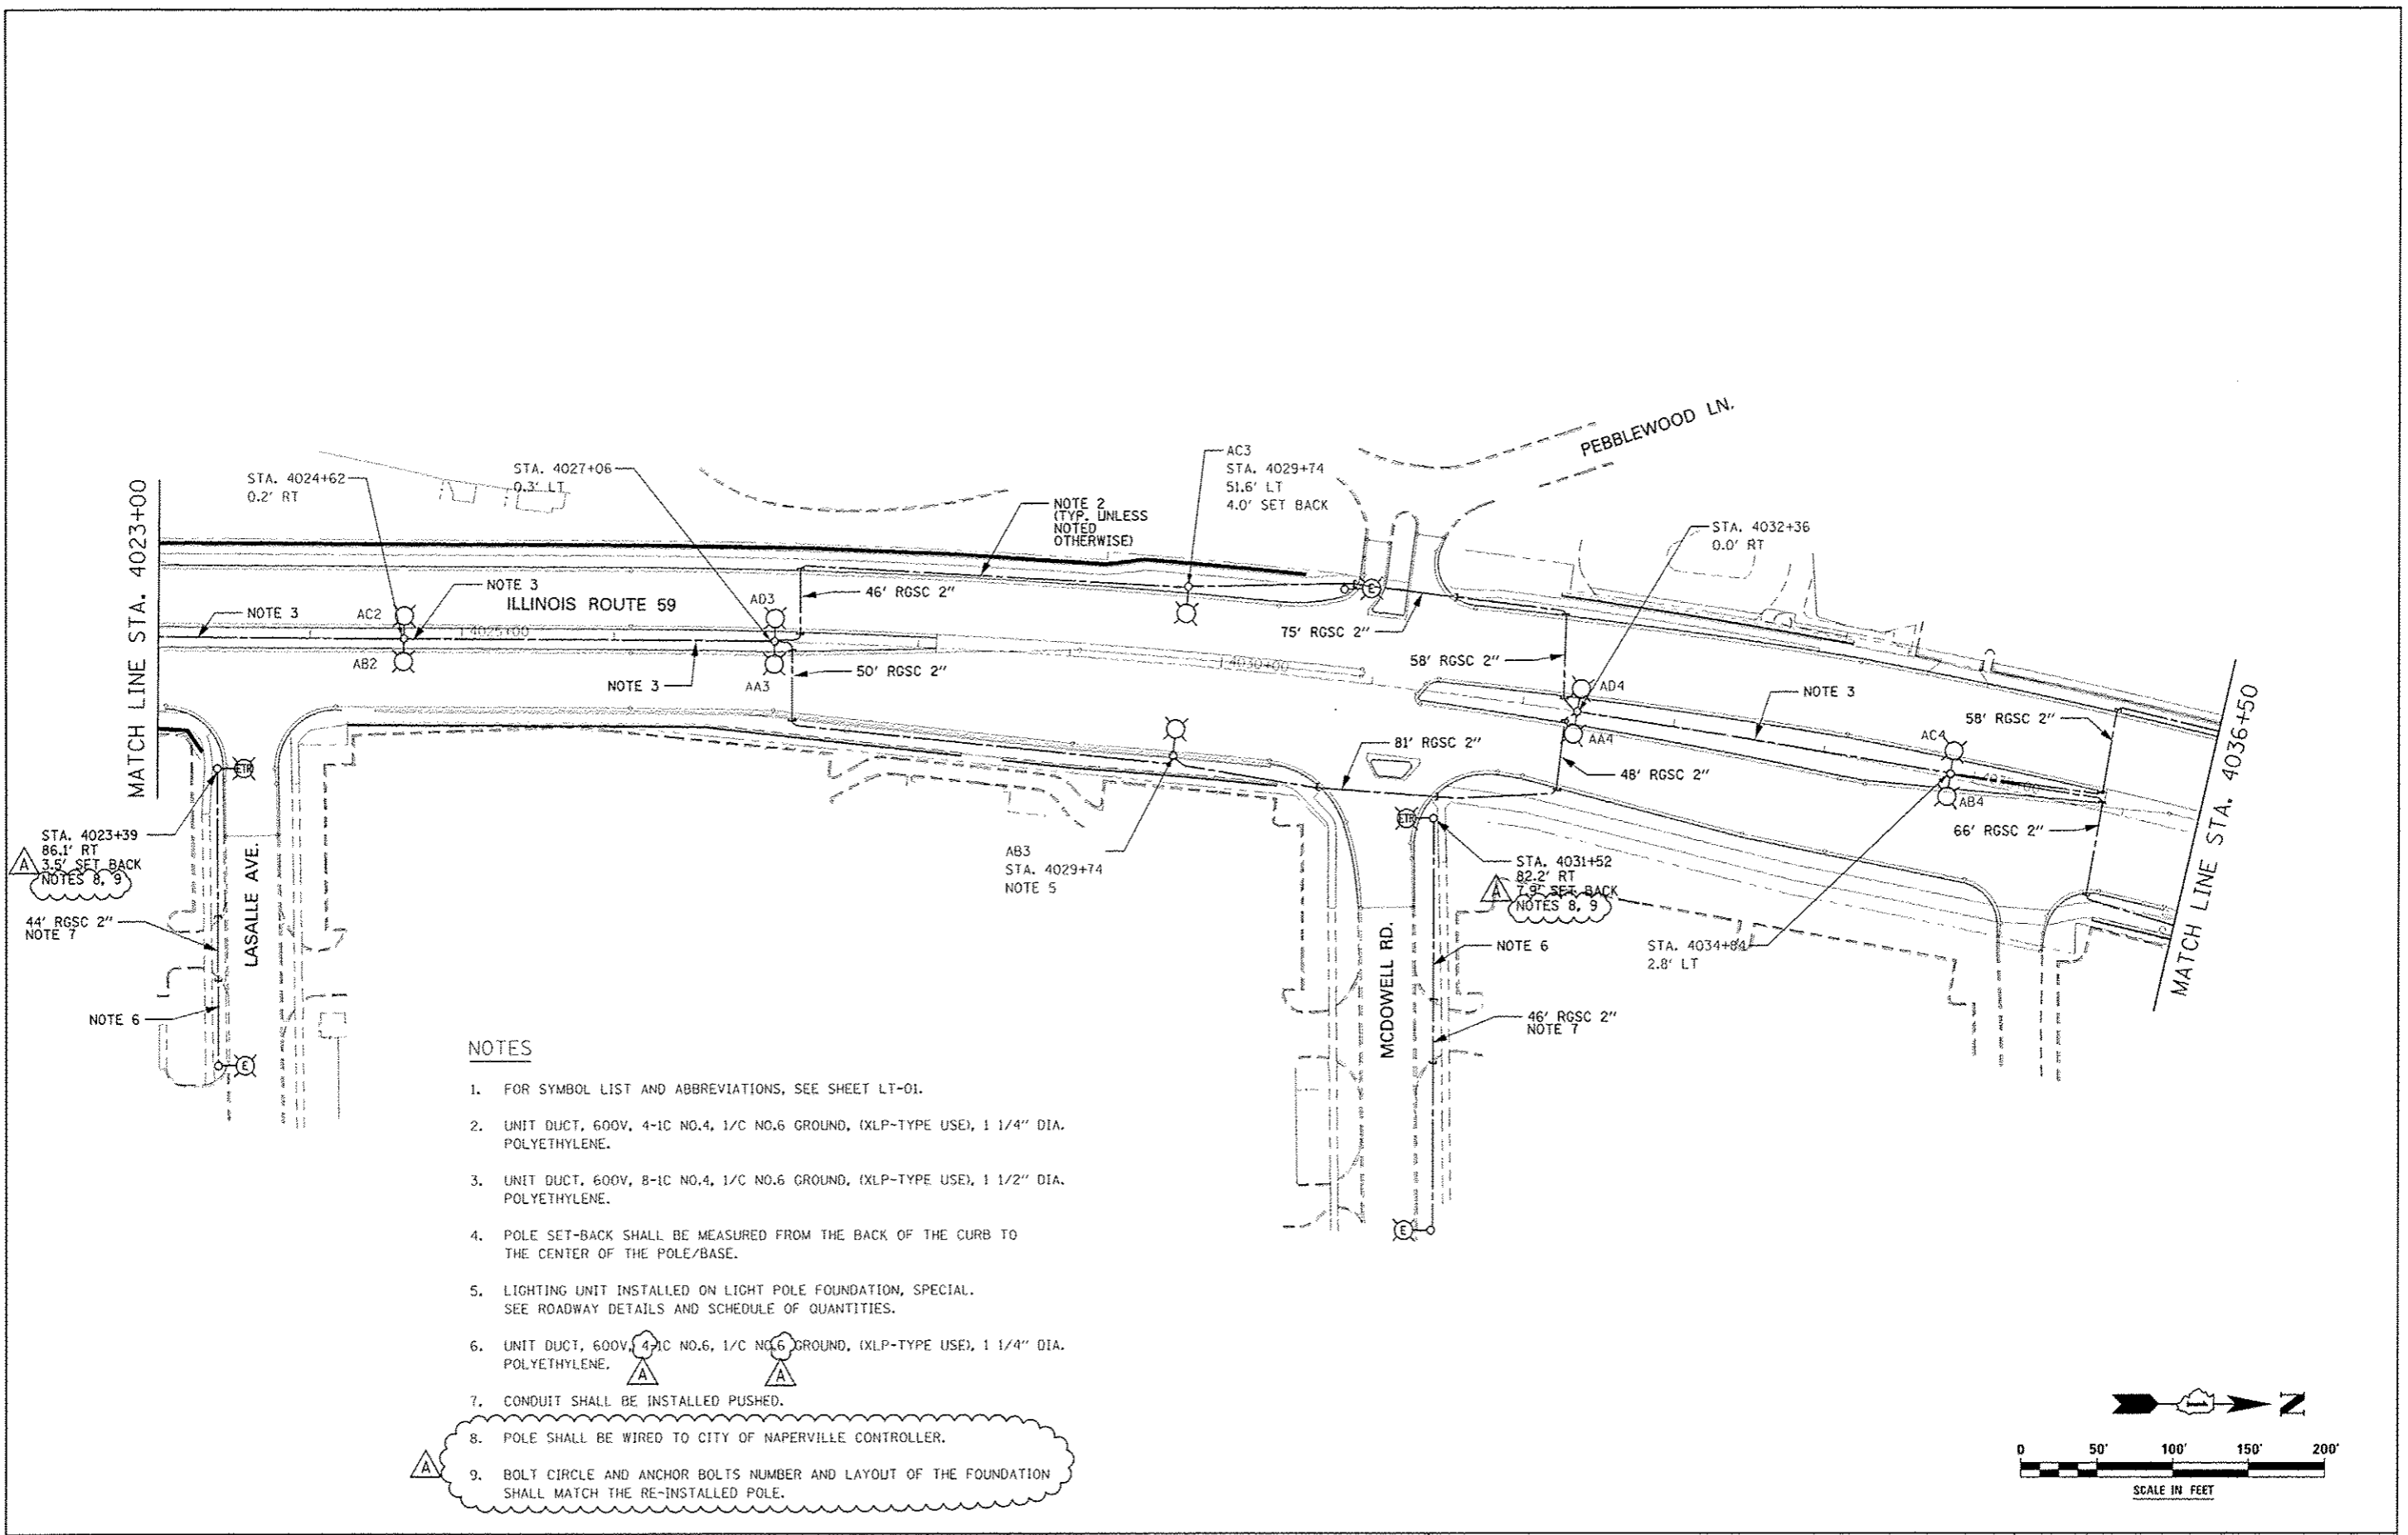 PEBBLEWOOD LN.
MATCH LINE STA. 4023+00
STA. 4024+62
0.2' RT
STA. 4027+06
0.3' LT
AC3
STA. 4029+74
51.6' LT
4.0' SET BACK
NOTE 2
(TYP. UNLESS
NOTED
OTHERWISE)
STA. 4032+36
0.0' RT
NOTE 3
AC2
NOTE 3
ILLINOIS ROUTE 59
AD3
46' RGSC 2"
4025+00
AB2
NOTE 3
AA3
50' RGSC 2"
75' RGSC 2"
4030+00
58' RGSC 2"
AD4
NOTE 3
AA4
81' RGSC 2"
48' RGSC 2"
58' RGSC 2"
AC4
AB4
66' RGSC 2"
MATCH LINE STA. 4036+50
ETR
STA. 4023+39
86.1' RT
A
3.5' SET BACK
NOTES 8, 9
44' RGSC 2"
NOTE 7
LASALLE AVE.
NOTE 6
E
E
AB3
STA. 4029+74
NOTE 5
ETR
STA. 4031+52
82.2' RT
A
7.9' SET BACK
NOTES 8, 9
NOTE 6
STA. 4034+84
2.8' LT
MCDOWELL RD.
46' RGSC 2"
NOTE 7
E
NOTES
1. FOR SYMBOL LIST AND ABBREVIATIONS, SEE SHEET LT-01.
2. UNIT DUCT, 600V, 4-1C NO.4, 1/C NO.6 GROUND, (XLP-TYPE USE), 1 1/4" DIA.
POLYETHYLENE.
3. UNIT DUCT, 600V, 8-1C NO.4, 1/C NO.6 GROUND, (XLP-TYPE USE), 1 1/2" DIA.
POLYETHYLENE.
4. POLE SET-BACK SHALL BE MEASURED FROM THE BACK OF THE CURB TO
THE CENTER OF THE POLE/BASE.
5. LIGHTING UNIT INSTALLED ON LIGHT POLE FOUNDATION, SPECIAL.
SEE ROADWAY DETAILS AND SCHEDULE OF QUANTITIES.
6. UNIT DUCT, 600V, 4-1C NO.6, 1/C NO.6 GROUND, (XLP-TYPE USE), 1 1/4" DIA.
POLYETHYLENE.
A
A
7. CONDUIT SHALL BE INSTALLED PUSHED.
8. POLE SHALL BE WIRED TO CITY OF NAPERVILLE CONTROLLER.
A
9. BOLT CIRCLE AND ANCHOR BOLTS NUMBER AND LAYOUT OF THE FOUNDATION
SHALL MATCH THE RE-INSTALLED POLE.
N
0 50' 100' 150' 200'
SCALE IN FEET